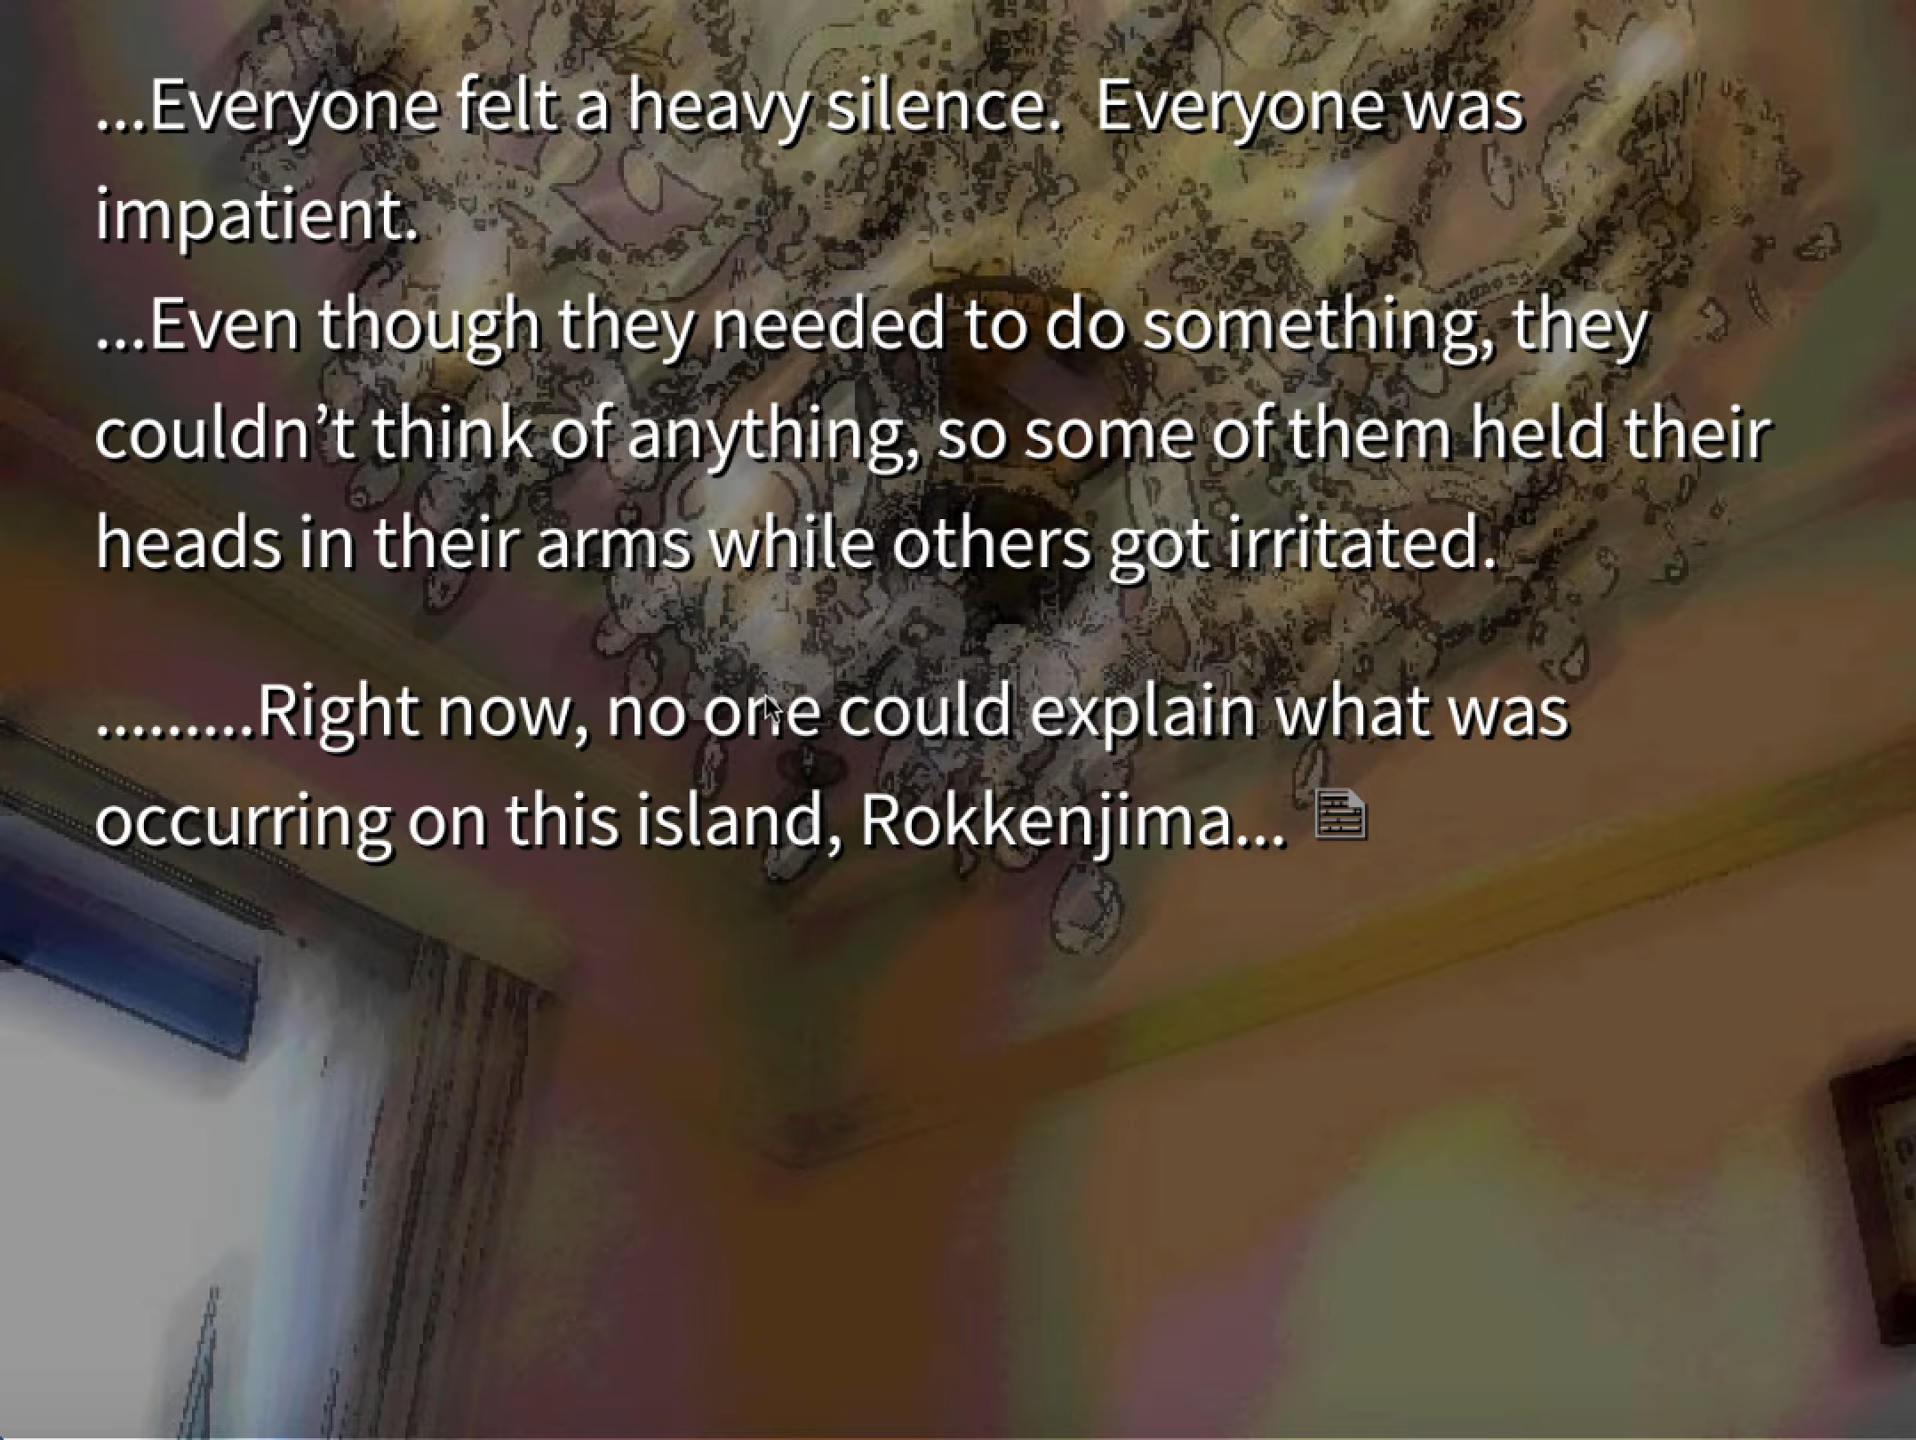 ...Everyone felt a heavy silence.  Everyone was
impatient.
...Even though they needed to do something, they
couldn’t think of anything, so some of them held their
heads in their arms while others got irritated.
.........Right now, no one could explain what was
occurring on this island, Rokkenjima...